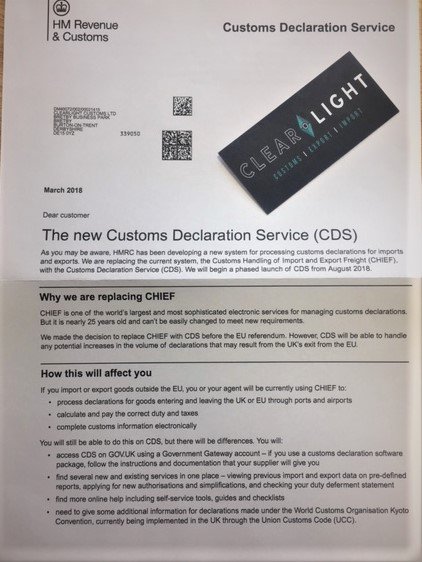 HM Revenue
& Customs
Customs Declaration Service
CLEARLIGHT CUSTOMS LTD
BRETBY BUSINESS PARK
BRETBY
BURTON-ON-TRENT
DERBYSHIRE
DE15 0YZ
339050
CLEAR LIGHT
CUSTOMS | EXPORT | IMPORT
March 2018
Dear customer
The new Customs Declaration Service (CDS)
As you may be aware, HMRC has been developing a new system for processing customs declarations for imports
and exports. We are replacing the current system, the Customs Handling of Import and Export Freight (CHIEF),
with the Customs Declaration Service (CDS). We will begin a phased launch of CDS from August 2018.
Why we are replacing CHIEF
CHIEF is one of the world's largest and most sophisticated electronic services for managing customs declarations.
But it is nearly 25 years old and can't be easily changed to meet new requirements.
We made the decision to replace CHIEF with CDS before the EU referendum. However, CDS will be able to handle
any potential increases in the volume of declarations that may result from the UK's exit from the EU.
How this will affect you
If you import or export goods outside the EU, you or your agent will be currently using CHIEF to:
• process declarations for goods entering and leaving the UK or EU through ports and airports
• calculate and pay the correct duty and taxes
• complete customs information electronically
You will still be able to do this on CDS, but there will be differences. You will:
• access CDS on GOV.UK using a Government Gateway account – if you use a customs declaration software
package, follow the instructions and documentation that your supplier will give you
• find several new and existing services in one place – viewing previous import and export data on pre-defined
reports, applying for new authorisations and simplifications, and checking your duty deferment statement
• find more online help including self-service tools, guides and checklists
• need to give some additional information for declarations made under the World Customs Organisation Kyoto
Convention, currently being implemented in the UK through the Union Customs Code (UCC).